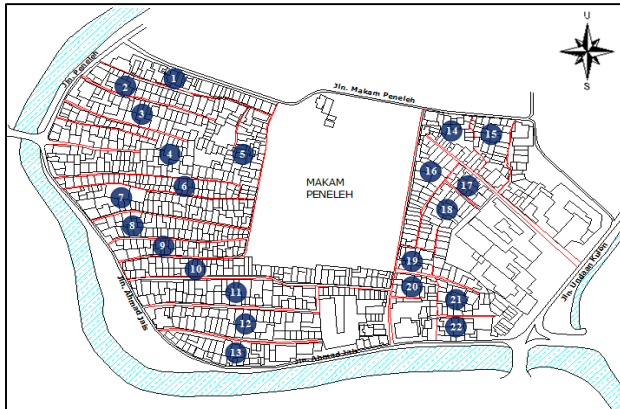 U
S
Jln. Peneleh
Jln. Makam Peneleh
1
2
3
4
5
6
7
8
9
10
11
12
13
14
15
16
17
18
19
20
21
22
MAKAM
PENELEH
Jln. Ahmad Jais
Jln. Ahmad Jais
Jln. Undaan Kulon